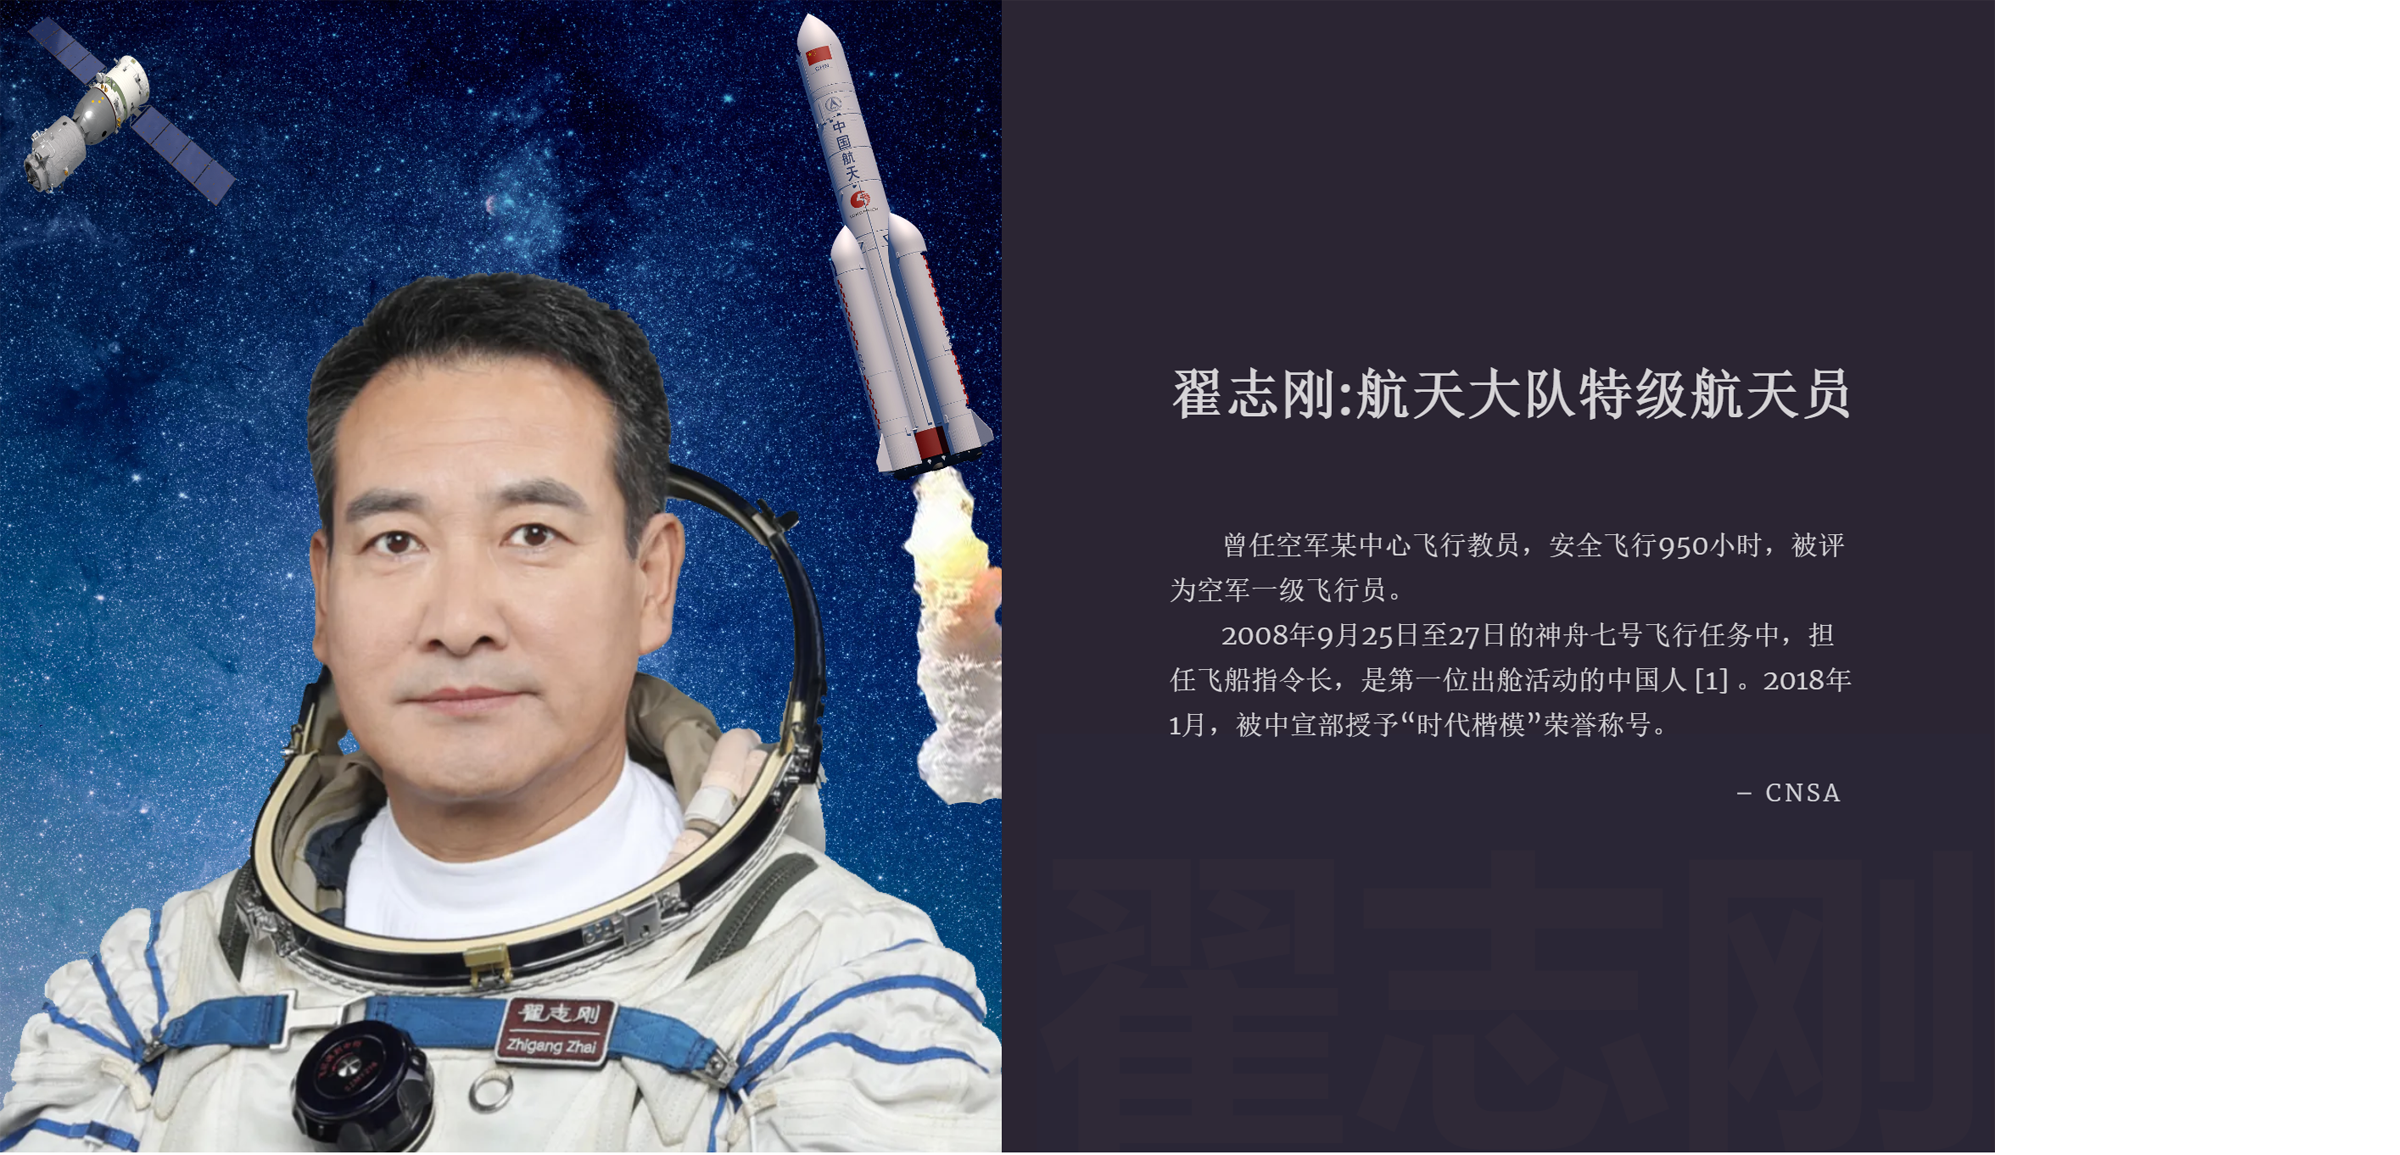 CHN
中国航天
翟志刚
Zhigang Zhai
翟志刚:航天大队特级航天员
曾任空军某中心飞行教员，安全飞行950小时，被评
为空军一级飞行员。
2008年9月25日至27日的神舟七号飞行任务中，担
任飞船指令长，是第一位出舱活动的中国人 [1] 。2018年
1月，被中宣部授予“时代楷模”荣誉称号。
– CNSA
翟志刚